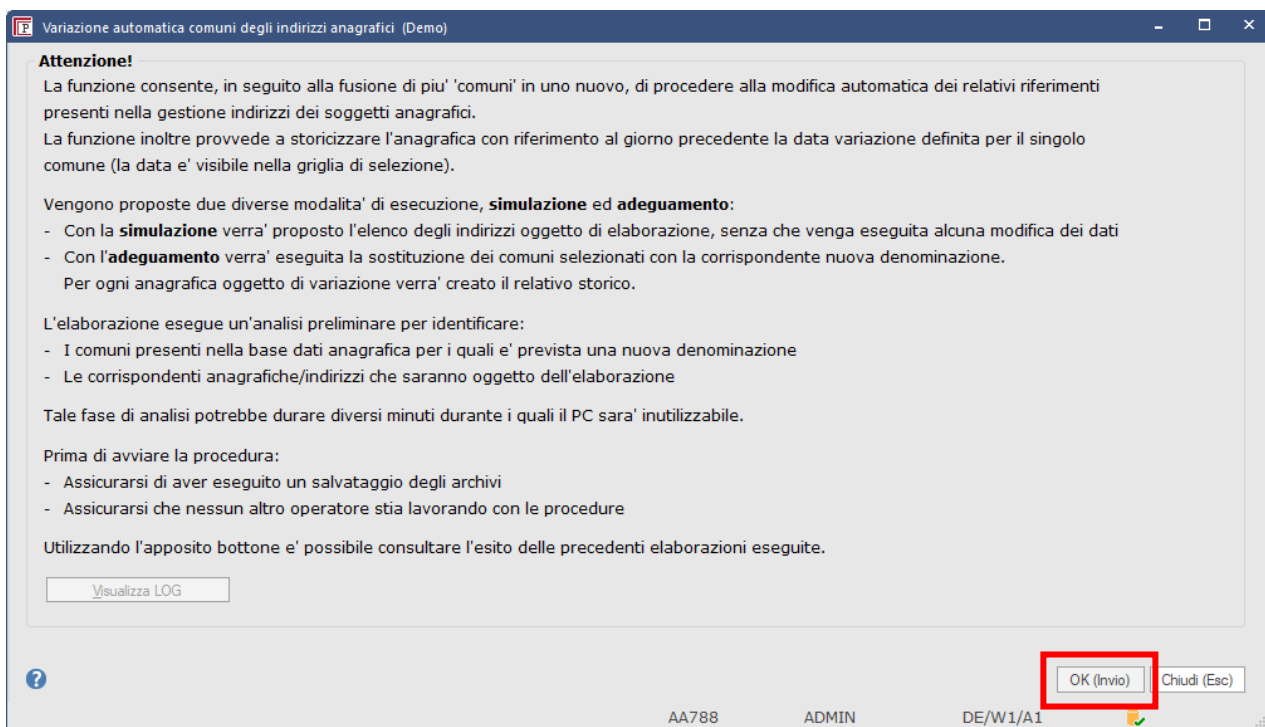 Variazione automatica comuni degli indirizzi anagrafici (Demo)
Attenzione!
La funzione consente, in seguito alla fusione di piu' 'comuni' in uno nuovo, di procedere alla modifica automatica dei relativi riferimenti
presenti nella gestione indirizzi dei soggetti anagrafici.
La funzione inoltre provvede a storicizzare l'anagrafica con riferimento al giorno precedente la data variazione definita per il singolo
comune (la data e' visibile nella griglia di selezione).
Vengono proposte due diverse modalita' di esecuzione, simulazione ed adeguamento:
- Con la simulazione verra' proposto l'elenco degli indirizzi oggetto di elaborazione, senza che venga eseguita alcuna modifica dei dati
- Con l'adeguamento verra' eseguita la sostituzione dei comuni selezionati con la corrispondente nuova denominazione.
Per ogni anagrafica oggetto di variazione verra' creato il relativo storico.
L'elaborazione esegue un'analisi preliminare per identificare:
- I comuni presenti nella base dati anagrafica per i quali e' prevista una nuova denominazione
- Le corrispondenti anagrafiche/indirizzi che saranno oggetto dell'elaborazione
Tale fase di analisi potrebbe durare diversi minuti durante i quali il PC sara' inutilizzabile.
Prima di avviare la procedura:
- Assicurarsi di aver eseguito un salvataggio degli archivi
- Assicurarsi che nessun altro operatore stia lavorando con le procedure
Utilizzando l'apposito bottone e' possibile consultare l'esito delle precedenti elaborazioni eseguite.
Visualizza LOG
OK (Invio) Chiudi (Esc)
AA788 ADMIN DE/W1/A1